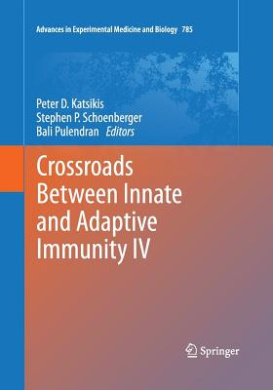 Advances in Experimental Medicine and Biology 785
Peter D. Katsikis
Stephen P. Schoenberger
Bali Pulendran Editors
Crossroads
Between Innate
and Adaptive
Immunity IV
Springer